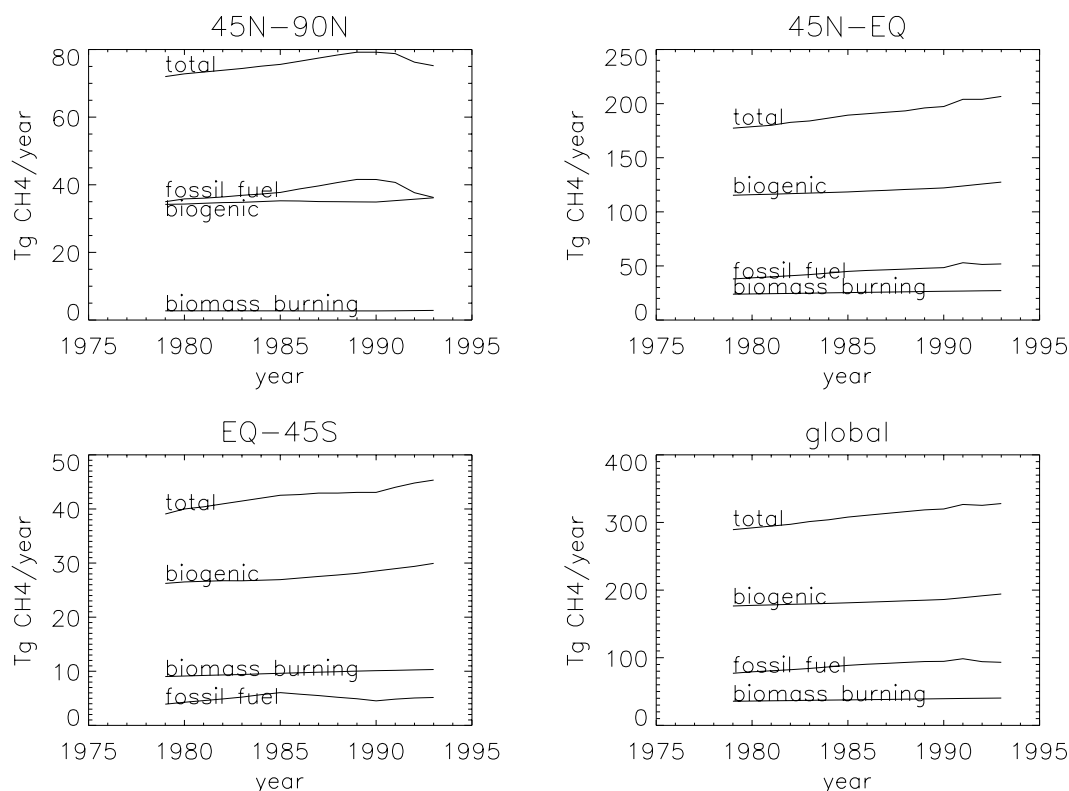 45N-90N
80
60
40
20
0
Tg CH4/year
total
fossil fuel
biogenic
biomass burning
1975 1980 1985 1990 1995
year
45N-EQ
250
200
150
100
50
0
Tg CH4/year
total
biogenic
fossil fuel
biomass burning
1975 1980 1985 1990 1995
year
EQ-45S
50
40
30
20
10
0
Tg CH4/year
total
biogenic
biomass burning
fossil fuel
1975 1980 1985 1990 1995
year
global
400
300
200
100
0
Tg CH4/year
total
biogenic
fossil fuel
biomass burning
1975 1980 1985 1990 1995
year